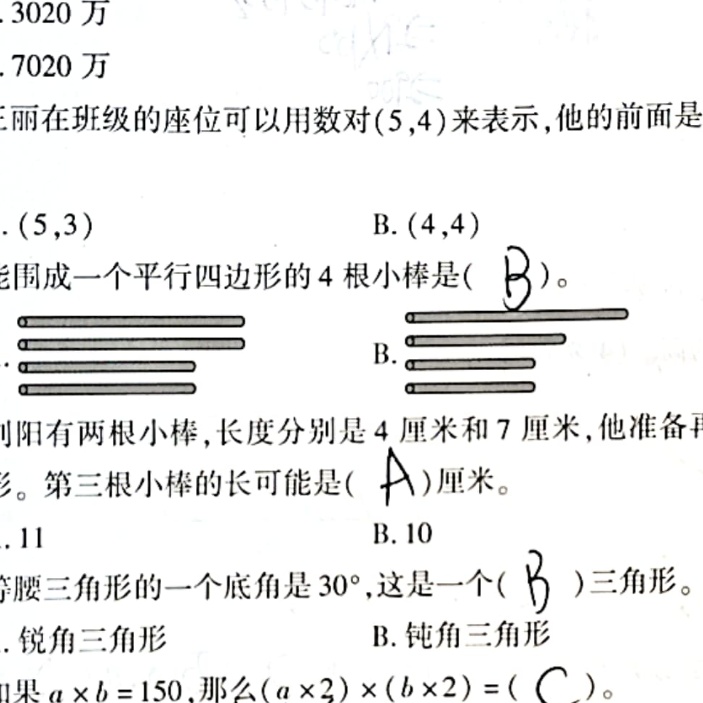 . 3020 万
. 7020 万
王丽在班级的座位可以用数对(5,4)来表示,他的前面是
. (5,3) B. (4,4)
能围成一个平行四边形的4根小棒是( B )。
B.
刘阳有两根小棒,长度分别是4厘米和7厘米,他准备再
形。第三根小棒的长可能是( A )厘米。
. 11 B. 10
等腰三角形的一个底角是30°,这是一个( B )三角形。
. 锐角三角形 B. 钝角三角形
如果a×b=150,那么(a×2)×(b×2)=( C )。